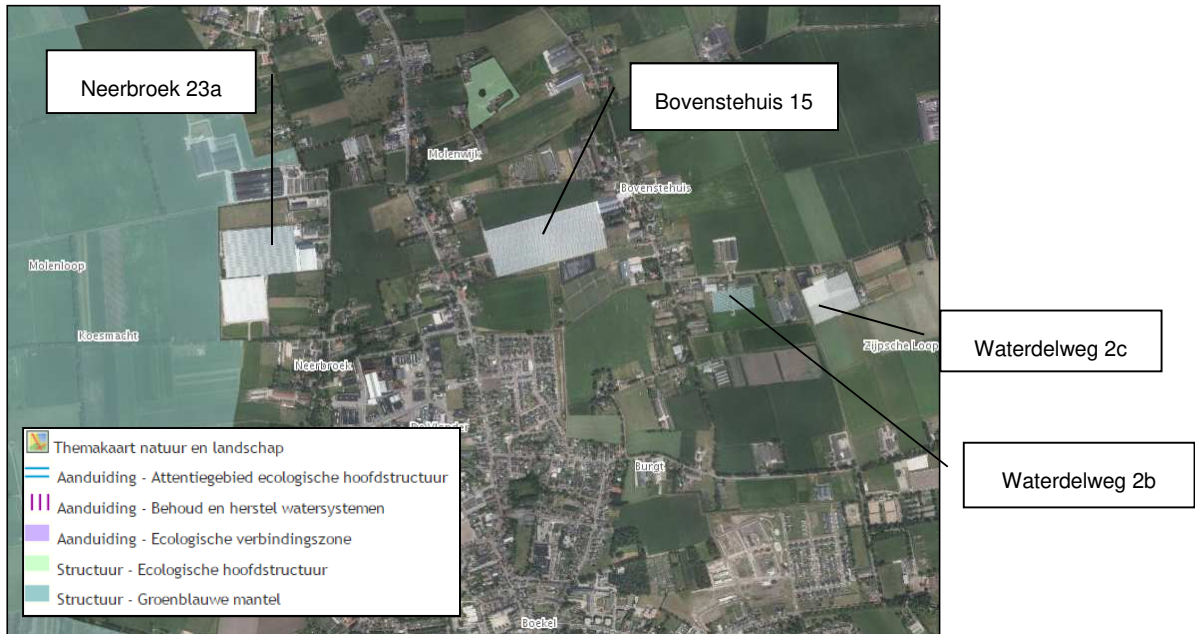 Neerbroek 23a
Bovenstehuis 15
Molenwijk
Bovenstehuis
Molenloop
Koesmacht
Zijpsche Loop
Waterdelweg 2c
Neerbroek
Burgt
Waterdelweg 2b
Themakaart natuur en landschap
Aanduiding - Attentiegebied ecologische hoofdstructuur
Aanduiding - Behoud en herstel watersystemen
Aanduiding - Ecologische verbindingszone
Structuur - Ecologische hoofdstructuur
Structuur - Groenblauwe mantel
Boekel